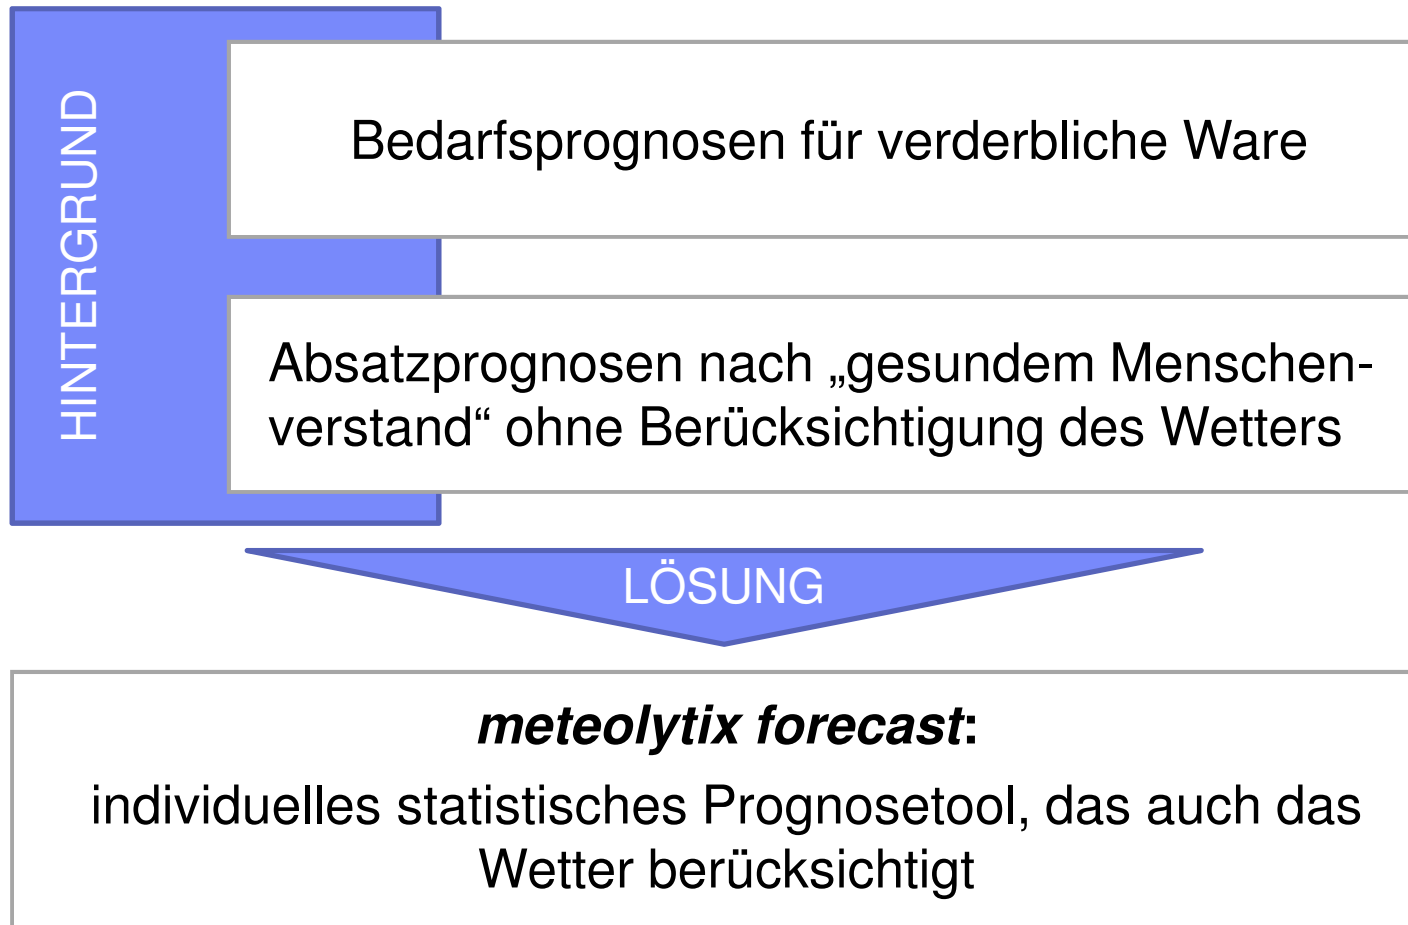 HINTERGRUND
Bedarfsprognosen für verderbliche Ware
Absatzprognosen nach „gesundem Menschen-
verstand“ ohne Berücksichtigung des Wetters
LÖSUNG
meteolytix forecast:
individuelles statistisches Prognosetool, das auch das
Wetter berücksichtigt